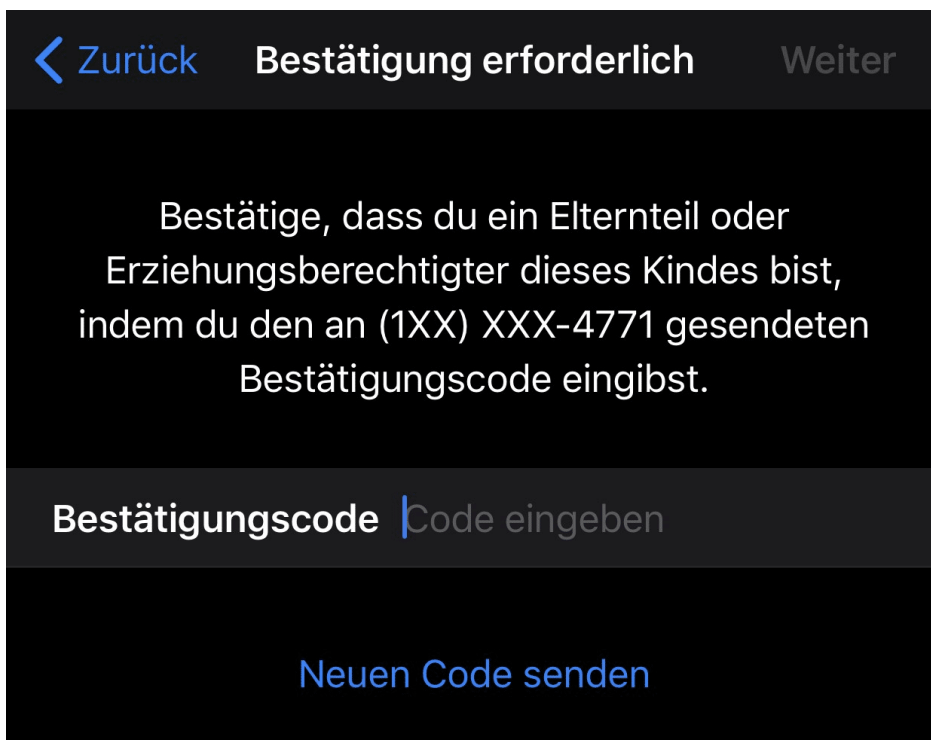 Zurück Bestätigung erforderlich Weiter
Bestätige, dass du ein Elternteil oder
Erziehungsberechtigter dieses Kindes bist,
indem du den an (1XX) XXX-4771 gesendeten
Bestätigungscode eingibst.
Bestätigungscode Code eingeben
Neuen Code senden